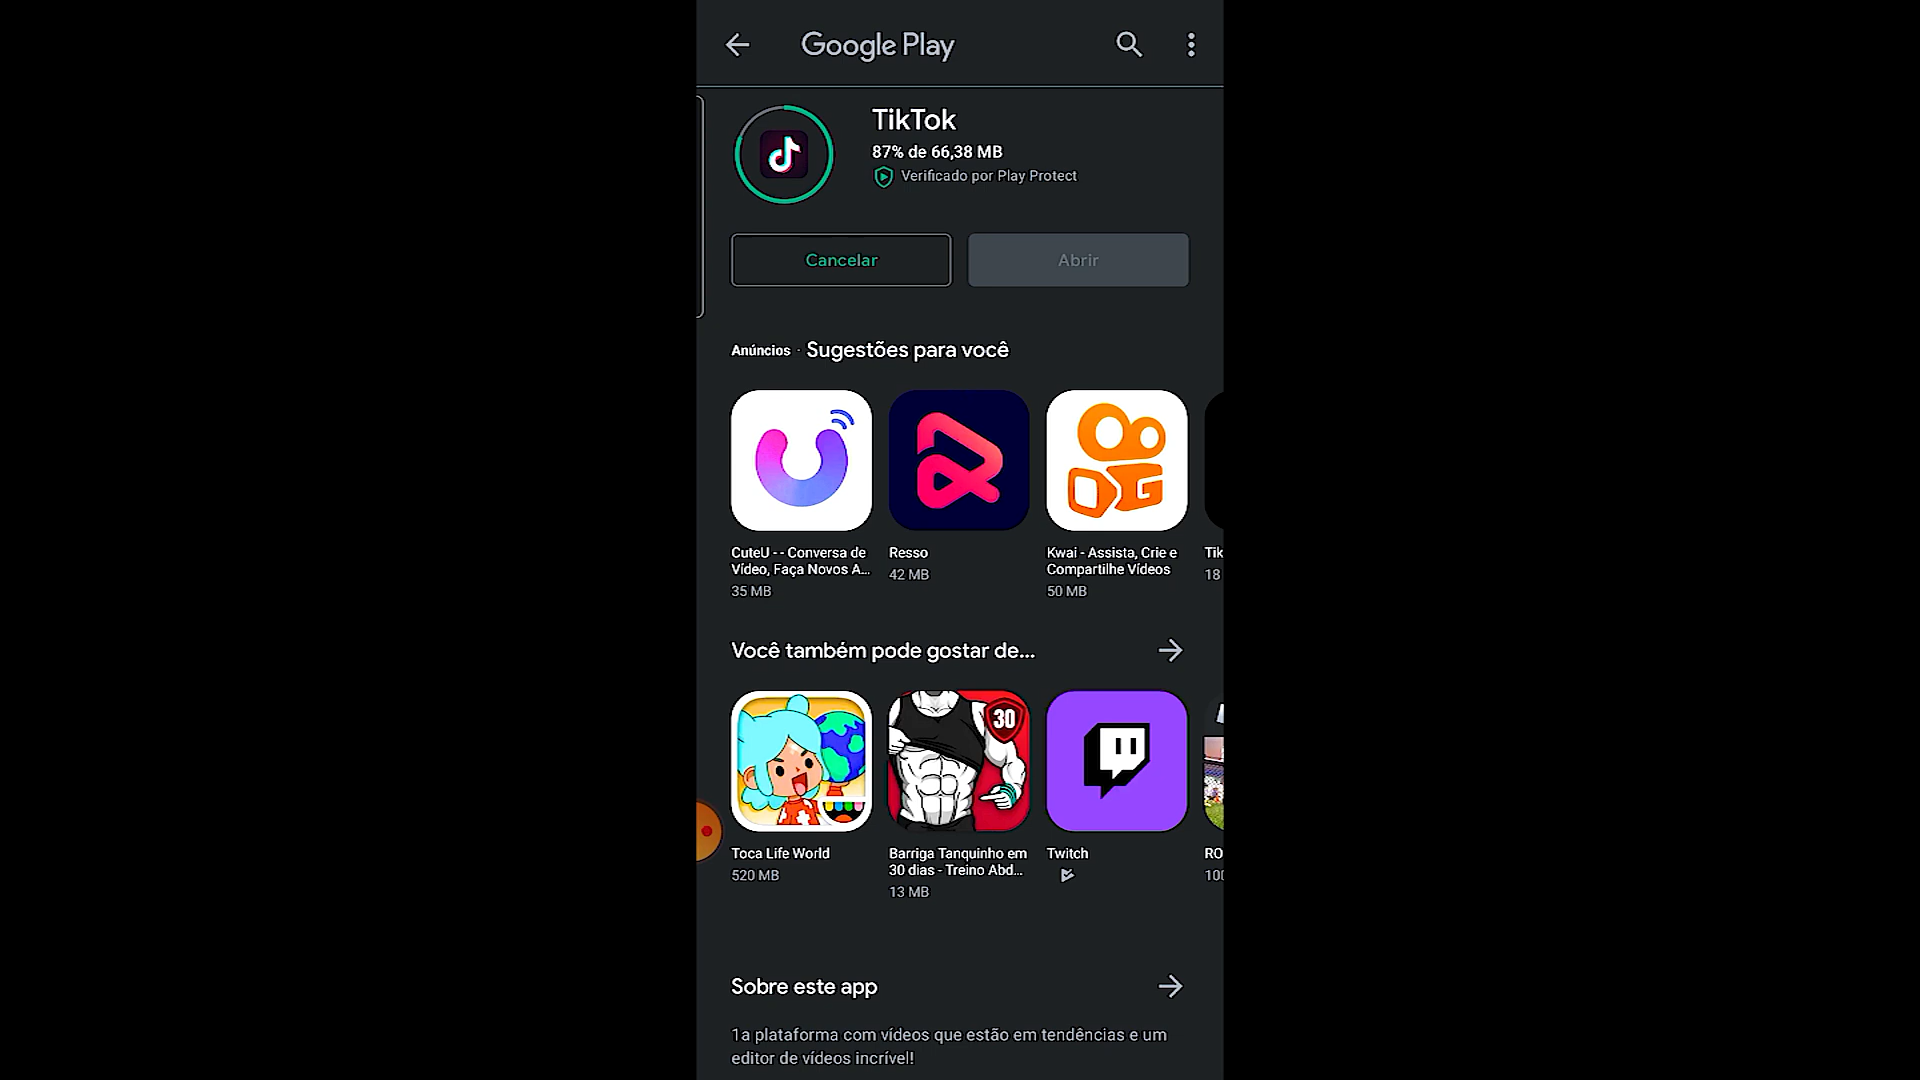 Google Play
TikTok
87% de 66,38 MB
Verificado por Play Protect
Cancelar
Abrir
Anúncios · Sugestões para você
CuteU - - Conversa de
Vídeo, Faça Novos A...
35 MB
Resso
42 MB
Kwai - Assista, Crie e
Compartilhe Vídeos
50 MB
Tik
18
Você também pode gostar de...
30
Toca Life World
520 MB
Barriga Tanquinho em
30 dias - Treino Abd...
13 MB
Twitch
RO
100
Sobre este app
1a plataforma com vídeos que estão em tendências e um
editor de vídeos incrível!